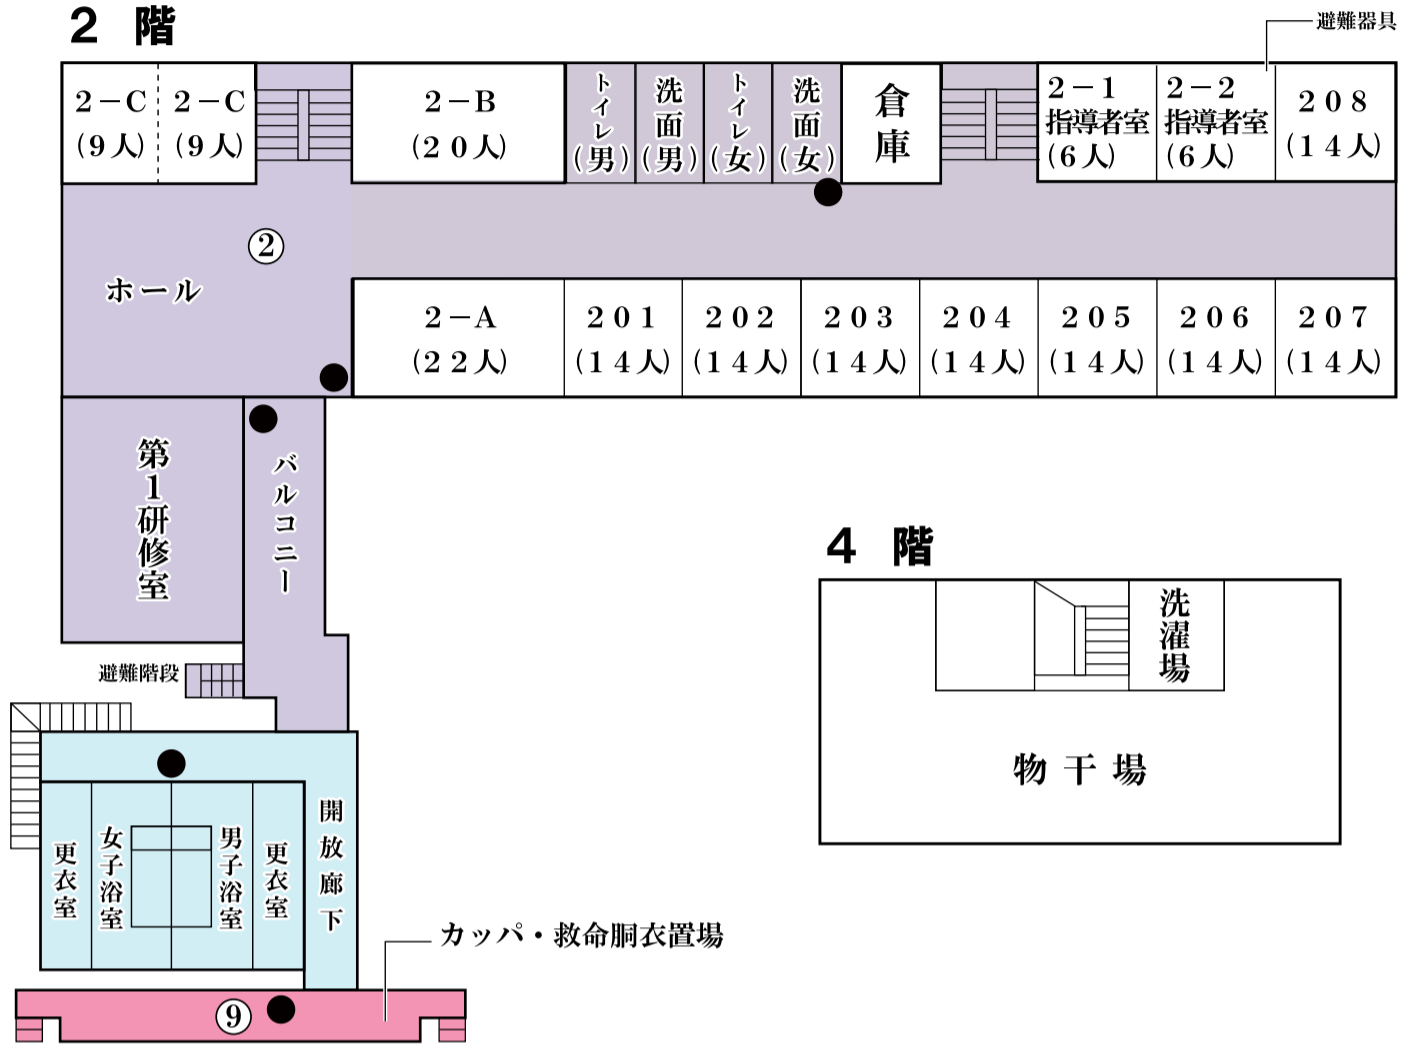 ２ 階
避難器具
２－Ｃ
（９人）
２－Ｃ
（９人）
２－Ｂ
（２０人）
トイレ（男）
洗面（男）
トイレ（女）
洗面（女）
倉庫
２－１
指導者室
（６人）
２－２
指導者室
（６人）
２０８
（１４人）
②
ホール
２－Ａ
（２２人）
２０１
（１４人）
２０２
（１４人）
２０３
（１４人）
２０４
（１４人）
２０５
（１４人）
２０６
（１４人）
２０７
（１４人）
第１研修室
バルコニー
避難階段
更衣室
女子浴室
男子浴室
更衣室
開放廊下
カッパ・救命胴衣置場
⑨
４ 階
洗濯場
物干場